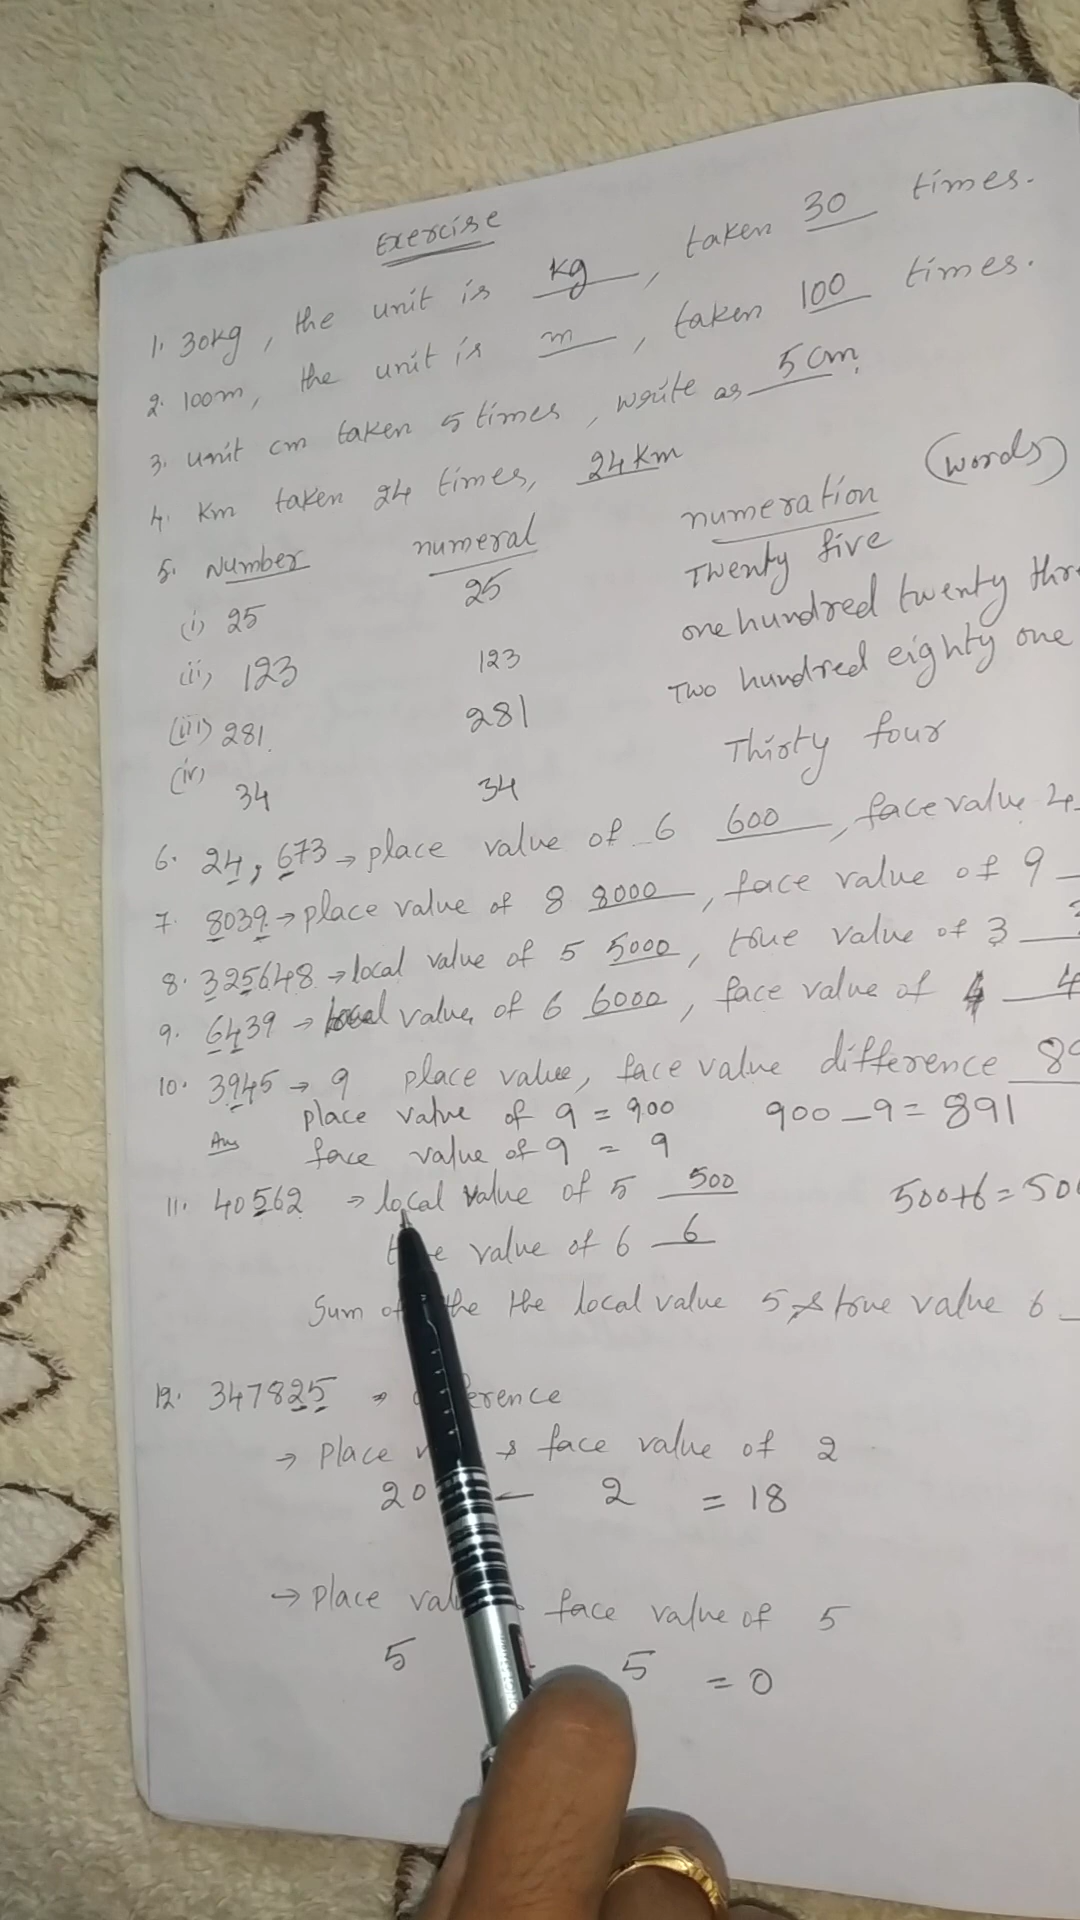 Exercise
1. 30kg, the unit is kg, taken 30 times.
2. 100m, the unit is m, taken 100 times.
3. unit cm taken 5 times, write as 5cm.
4. Km taken 24 times, 24km
5. Number numeral numeration (words)
(i) 25 25 Twenty five
(ii) 123 123 one hundred twenty
(iii) 281. 281 Two hundred eighty one
(iv) 34 34 Thirty four
6. 24,673 → place value of 6 600, face value 4
7. 8039 → place value of 8 8000, face value of 9
8. 325648 → local value of 5 5000, true value of 3
9. 6439 → local value of 6 6000, face value of 4 4
10. 3945 → 9 place value, face value difference
place value of 9 = 900 900 - 9 = 891
Ans face value of 9 = 9
11. 40562 → local value of 5 500 500+6 =
value of 6 6
Sum of the the local value 5 & true value 6
12. 347825 →
→ Place & face value of 2
20 - 2 = 18
→ Place face value of 5
5 5 = 0